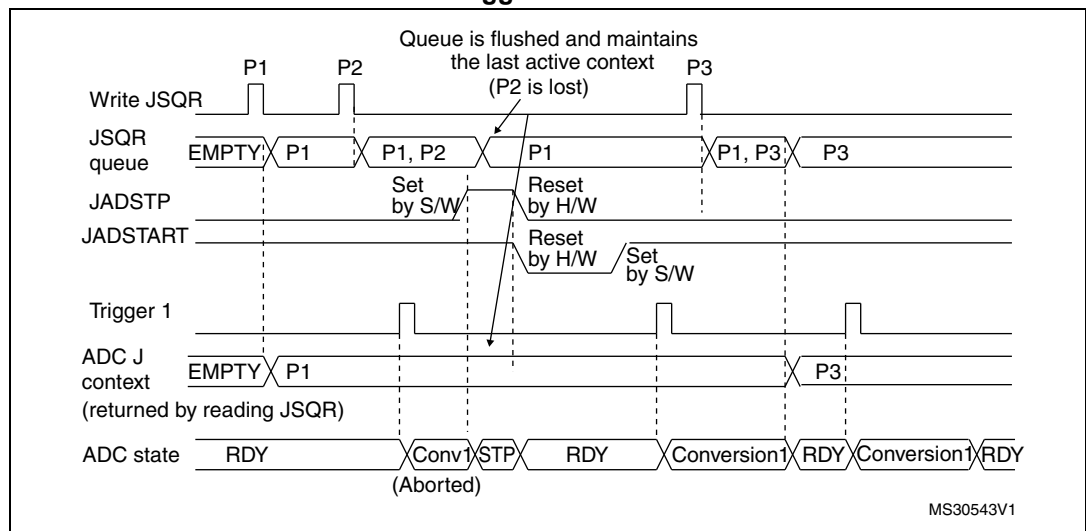 gg
Queue is flushed and maintains
the last active context
(P2 is lost)
P1 P2 P3
Write JSQR
JSQR
queue
EMPTY P1 P1, P2 P1 P1, P3 P3
Set
by S/W
Reset
by H/W
JADSTP
JADSTART
Reset
by H/W
Set
by S/W
Trigger 1
ADC J
context
EMPTY P1 P3
(returned by reading JSQR)
ADC state RDY Conv1 STP RDY Conversion1 RDY Conversion1 RDY
(Aborted)
MS30543V1